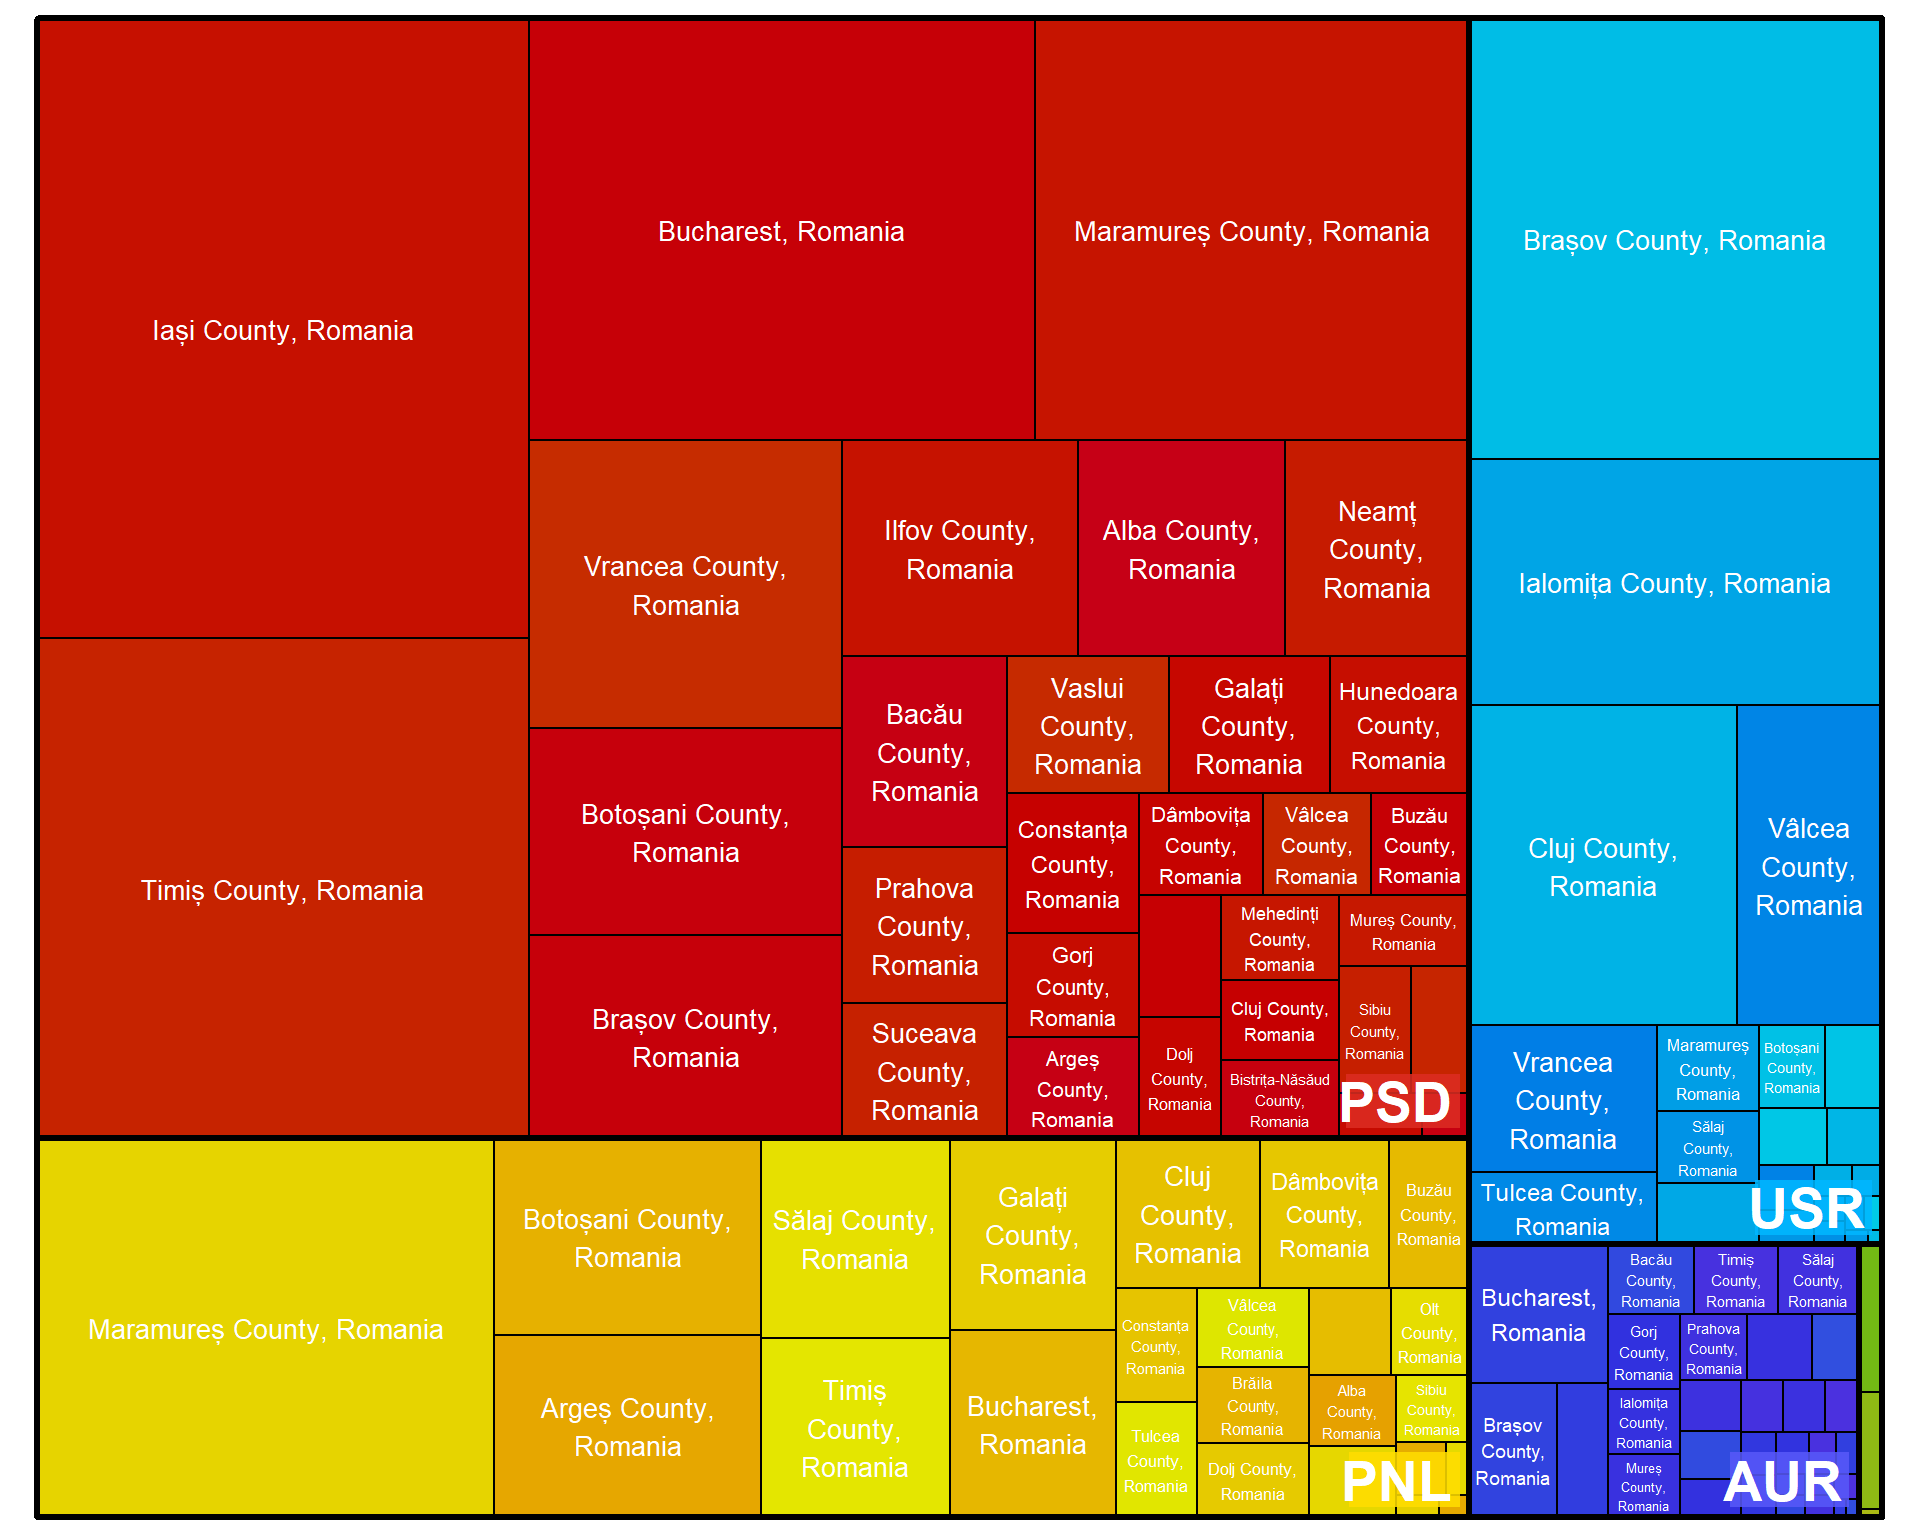 Iași County, Romania
Timiș County, Romania
Bucharest, Romania
Maramureș County, Romania
Vrancea County,
Romania
Botoșani County,
Romania
Brașov County,
Romania
Ilfov County,
Romania
Alba County,
Romania
Neamț
County,
Romania
Bacău
County,
Romania
Prahova
County,
Romania
Suceava
County,
Romania
Vaslui
County,
Romania
Galați
County,
Romania
Hunedoara
County,
Romania
Constanța
County,
Romania
Gorj
County,
Romania
Argeș
County,
Romania
Dâmbovița
County,
Romania
Vâlcea
County,
Romania
Buzău
County,
Romania
Dolj
County,
Romania
Mehedinți
County,
Romania
Cluj County,
Romania
Bistrița-Năsăud
County,
Romania
Mureș County,
Romania
Sibiu
County,
Romania
PSD
Maramureș County, Romania
Botoșani County,
Romania
Argeș County,
Romania
Sălaj County,
Romania
Timiș
County,
Romania
Galați
County,
Romania
Bucharest,
Romania
Cluj
County,
Romania
Dâmbovița
County,
Romania
Buzău
County,
Romania
Constanța
County,
Romania
Tulcea
County,
Romania
Vâlcea
County,
Romania
Brăila
County,
Romania
Dolj County,
Romania
Olt
County,
Romania
Alba
County,
Romania
Sibiu
County,
Romania
PNL
Brașov County, Romania
Ialomița County, Romania
Cluj County,
Romania
Vâlcea
County,
Romania
Vrancea
County,
Romania
Tulcea County,
Romania
Maramureș
County,
Romania
Sălaj
County,
Romania
Botoșani
County,
Romania
USR
Bucharest,
Romania
Brașov
County,
Romania
Bacău
County,
Romania
Timiș
County,
Romania
Sălaj
County,
Romania
Gorj
County,
Romania
Prahova
County,
Romania
Ialomița
County,
Romania
Mureș
County,
Romania
AUR